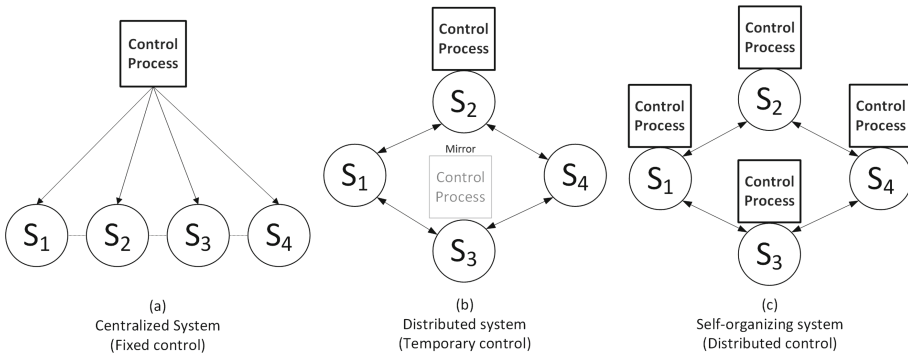 Control
Process
S1
S2
S3
S4
(a)
Centralized System
(Fixed control)
Control
Process
S2
Mirror
Control
Process
S1
S4
S3
(b)
Distributed system
(Temporary control)
Control
Process
S2
Control
Process
Control
Process
S1
Control
Process
S4
S3
(c)
Self-organizing system
(Distributed control)